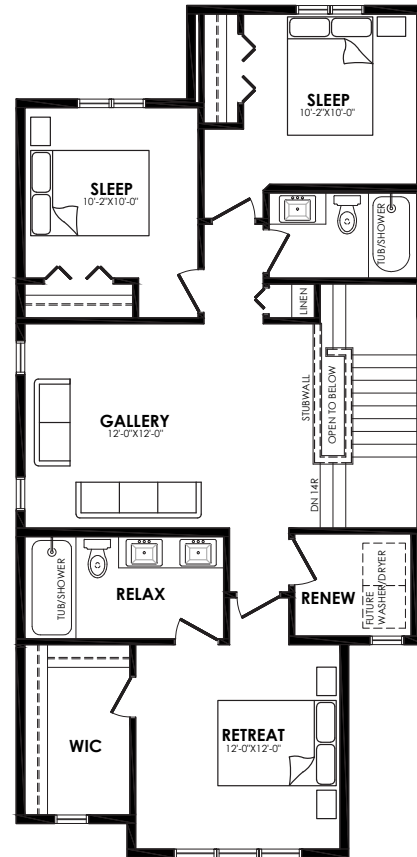 SLEEP
10'-2"X10'-0"
SLEEP
10'-2"X10'-0"
TUB/SHOWER
LINEN
STUBWALL
OPEN TO BELOW
GALLERY
12'-0"X12'-0"
DN 14R
TUB/SHOWER
RELAX
RENEW
FUTURE
WASHER/DRYER
WIC
RETREAT
12'-0"X12'-0"